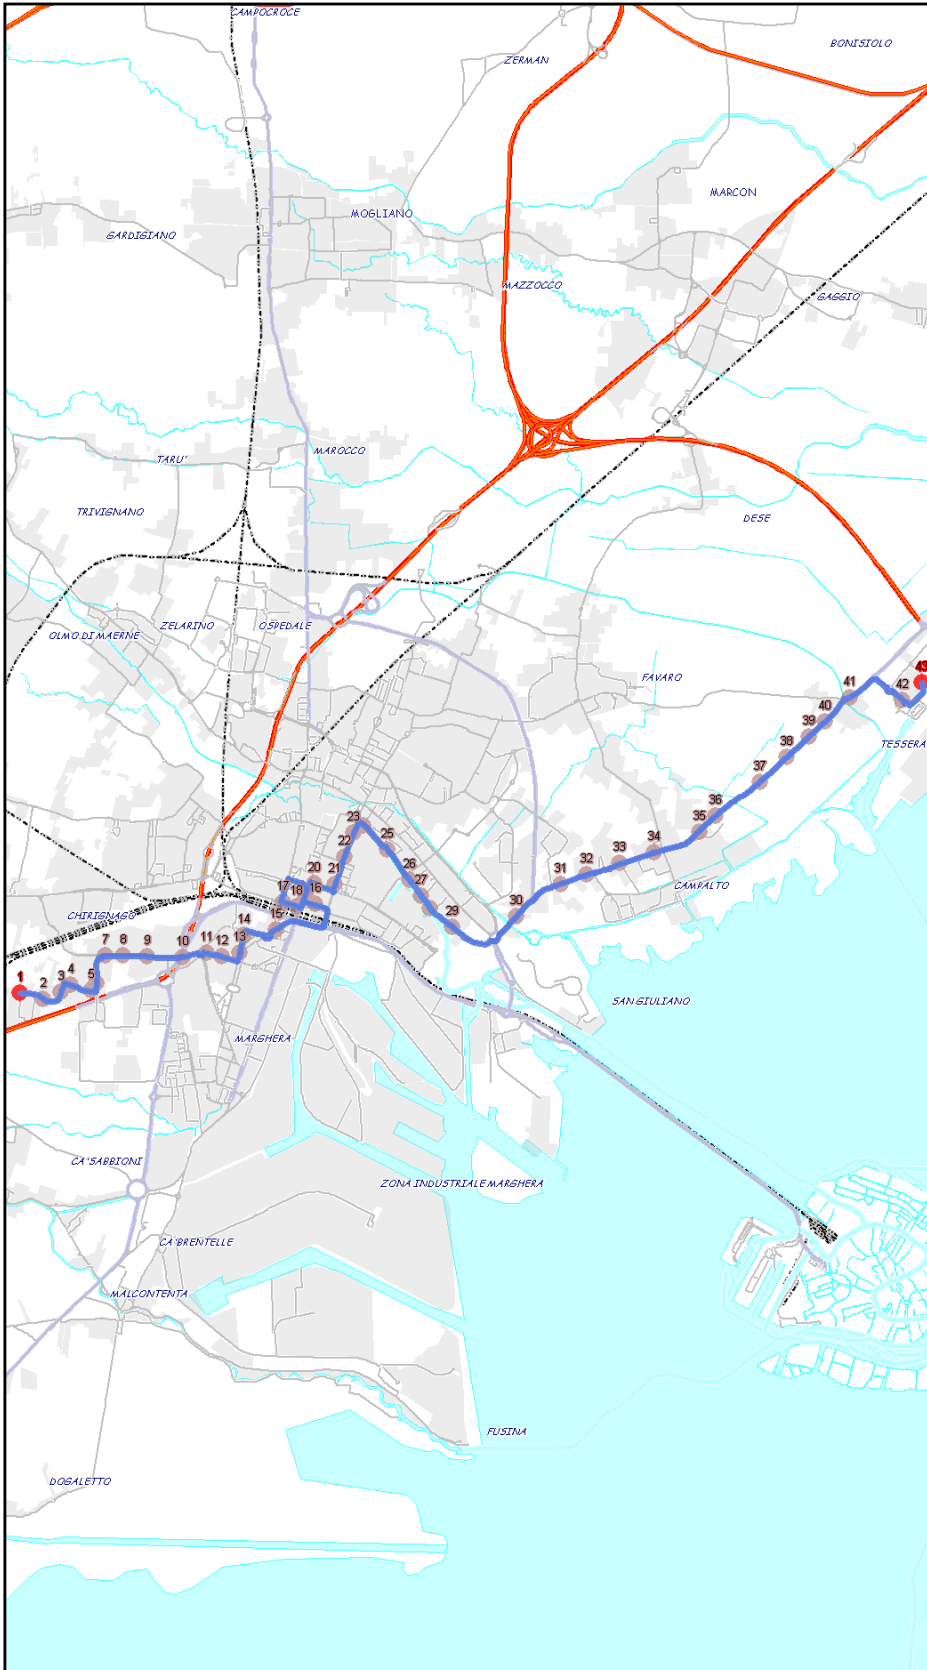 CAMPOCROCE
BONISIOLO
ZERMAN
MARCON
MOGLIANO
GARDIGIANO
MAZZOCCO
GAGGIO
MAROCCO
TARU'
TRIVIGNANO
DESE
ZELARINO
OSPEDALE
OLMO DI MAERNE
FAVARO
43
41
42
40
39
TESSERA
38
37
36
35
23
25
34
22
33
26
32
20
21
31
27
17
18
16
CAMPALTO
30
29
CHIRIGNAGO
14
15
13
7
8
9
10
11
12
1
2
3
4
5
SAN GIULIANO
MARGHERA
CA'SABBIONI
ZONA INDUSTRIALE MARGHERA
CA'BRENTELLE
MALCONTENTA
FUSINA
DOGALETTO